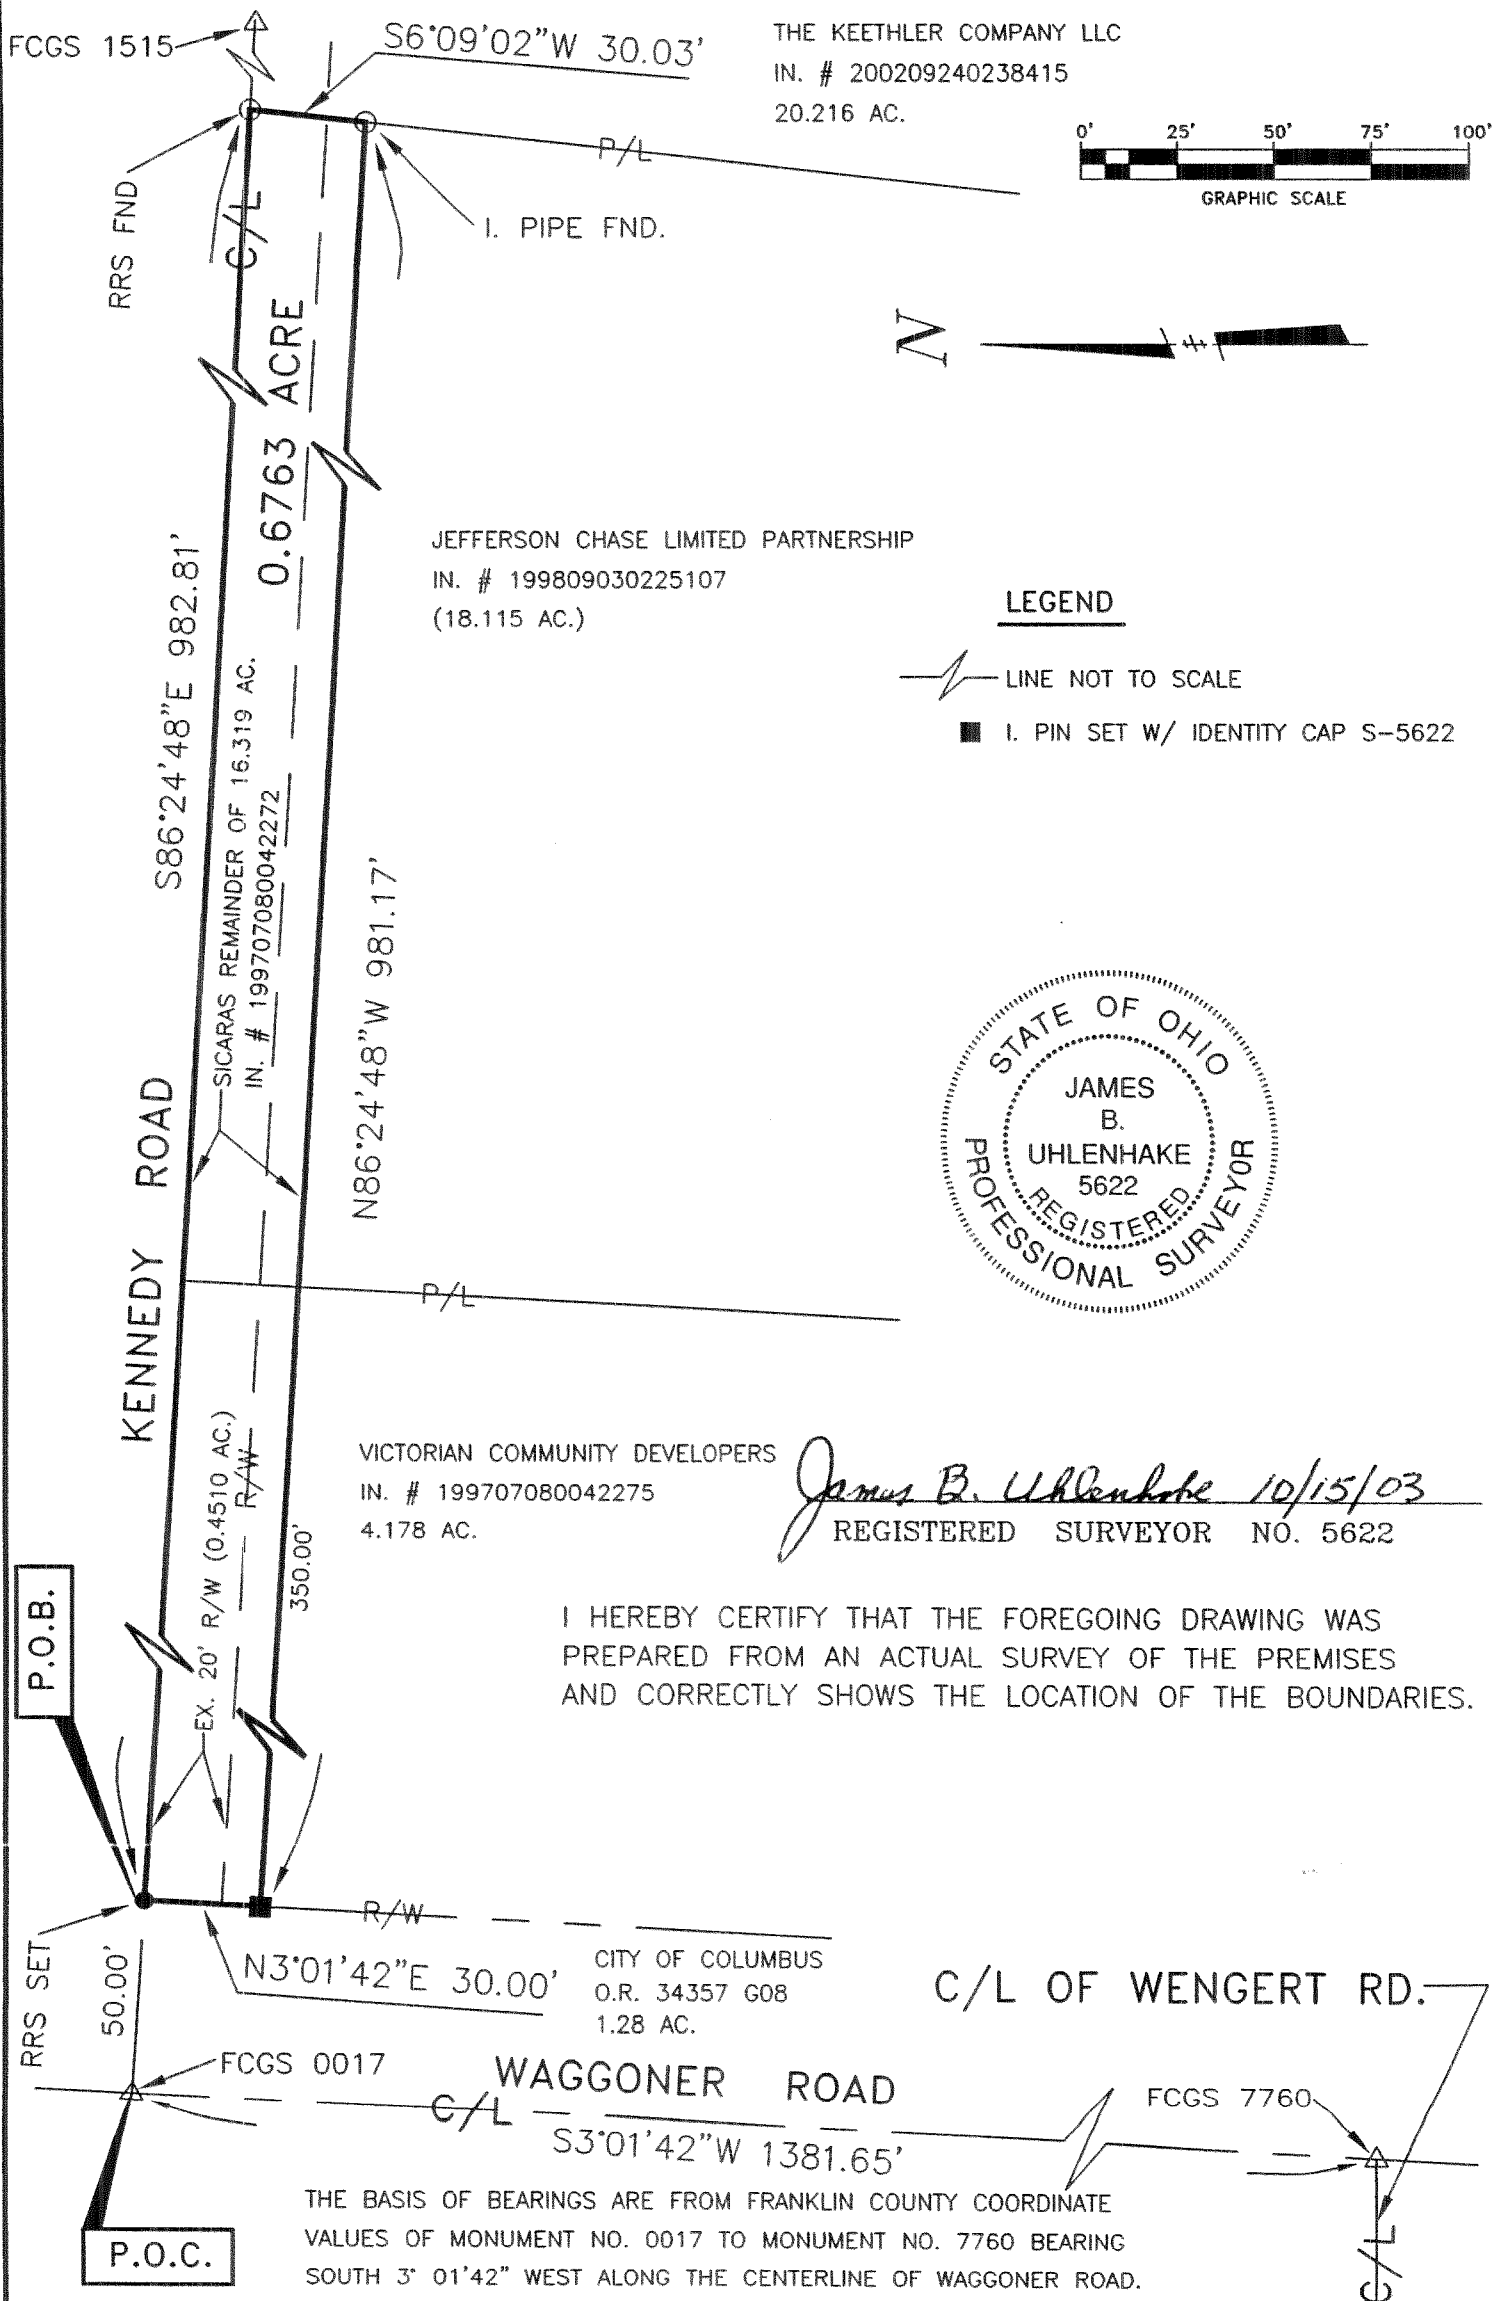 FCGS 1515
S6°09'02"W 30.03'
THE KEETHLER COMPANY LLC
IN. # 200209240238415
20.216 AC.
0' 25' 50' 75' 100'
GRAPHIC SCALE
P/L
RRS FND
C/L
I. PIPE FND.
N
0.6763 ACRE
JEFFERSON CHASE LIMITED PARTNERSHIP
IN. # 199809030225107
(18.115 AC.)
LEGEND
LINE NOT TO SCALE
I. PIN SET W/ IDENTITY CAP S-5622
S86°24'48"E 982.81'
SICARAS REMAINDER OF 16.319 AC.
IN. # 199707080042272
N86°24'48"W 981.17'
KENNEDY ROAD
STATE OF OHIO
JAMES
B.
UHLENHAKE
5622
REGISTERED
PROFESSIONAL SURVEYOR
P/L
EX. 20' R/W (0.4510 AC.)
R/W
350.00'
VICTORIAN COMMUNITY DEVELOPERS
IN. # 199707080042275
4.178 AC.
James B. Uhlenhake 10/15/03
REGISTERED SURVEYOR NO. 5622
P.O.B.
I HEREBY CERTIFY THAT THE FOREGOING DRAWING WAS
PREPARED FROM AN ACTUAL SURVEY OF THE PREMISES
AND CORRECTLY SHOWS THE LOCATION OF THE BOUNDARIES.
R/W
RRS SET
50.00'
N3°01'42"E 30.00'
CITY OF COLUMBUS
O.R. 34357 G08
1.28 AC.
C/L OF WENGERT RD.
FCGS 0017
WAGGONER ROAD
C/L
S3°01'42"W 1381.65'
FCGS 7760
C/L
P.O.C.
THE BASIS OF BEARINGS ARE FROM FRANKLIN COUNTY COORDINATE
VALUES OF MONUMENT NO. 0017 TO MONUMENT NO. 7760 BEARING
SOUTH 3° 01'42" WEST ALONG THE CENTERLINE OF WAGGONER ROAD.